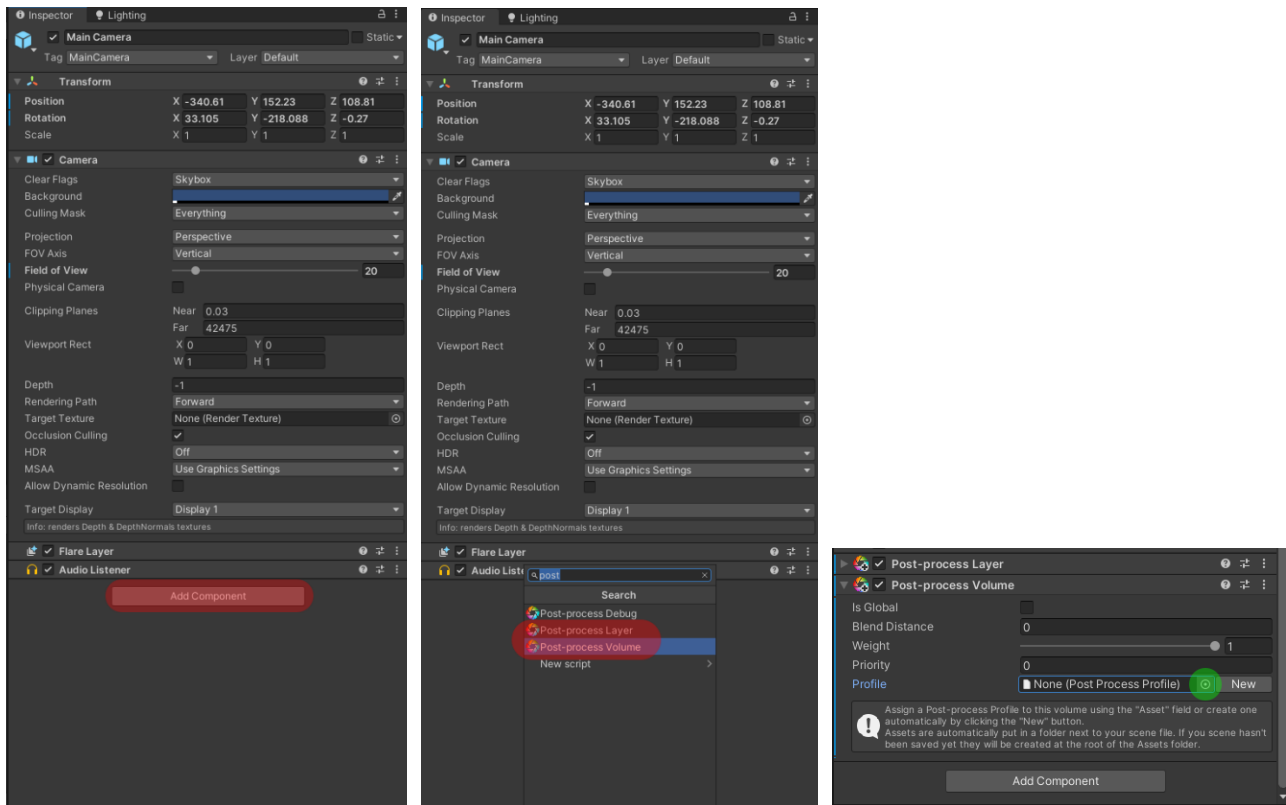 Inspector Lighting
Main Camera Static
Tag MainCamera Layer Default
Transform
Position X -340.61 Y 152.23 Z 108.81
Rotation X 33.105 Y -218.088 Z -0.27
Scale X 1 Y 1 Z 1
Camera
Clear Flags Skybox
Background
Culling Mask Everything
Projection Perspective
FOV Axis Vertical
Field of View 20
Physical Camera
Clipping Planes Near 0.03
Far 42475
Viewport Rect X 0 Y 0
W 1 H 1
Depth -1
Rendering Path Forward
Target Texture None (Render Texture)
Occlusion Culling
HDR Off
MSAA Use Graphics Settings
Allow Dynamic Resolution
Target Display Display 1
Info: renders Depth & DepthNormals textures
Flare Layer
Audio Listener
Add Component
Inspector Lighting
Main Camera Static
Tag MainCamera Layer Default
Transform
Position X -340.61 Y 152.23 Z 108.81
Rotation X 33.105 Y -218.088 Z -0.27
Scale X 1 Y 1 Z 1
Camera
Clear Flags Skybox
Background
Culling Mask Everything
Projection Perspective
FOV Axis Vertical
Field of View 20
Physical Camera
Clipping Planes Near 0.03
Far 42475
Viewport Rect X 0 Y 0
W 1 H 1
Depth -1
Rendering Path Forward
Target Texture None (Render Texture)
Occlusion Culling
HDR Off
MSAA Use Graphics Settings
Allow Dynamic Resolution
Target Display Display 1
Info: renders Depth & DepthNormals textures
Flare Layer
Audio Liste
post
Search
Post-process Debug
Post-process Layer
Post-process Volume
New script
Post-process Layer
Post-process Volume
Is Global
Blend Distance 0
Weight 1
Priority 0
Profile None (Post Process Profile) New
Assign a Post-process Profile to this volume using the "Asset" field or create one
automatically by clicking the "New" button.
Assets are automatically put in a folder next to your scene file. If you scene hasn't
been saved yet they will be created at the root of the Assets folder.
Add Component